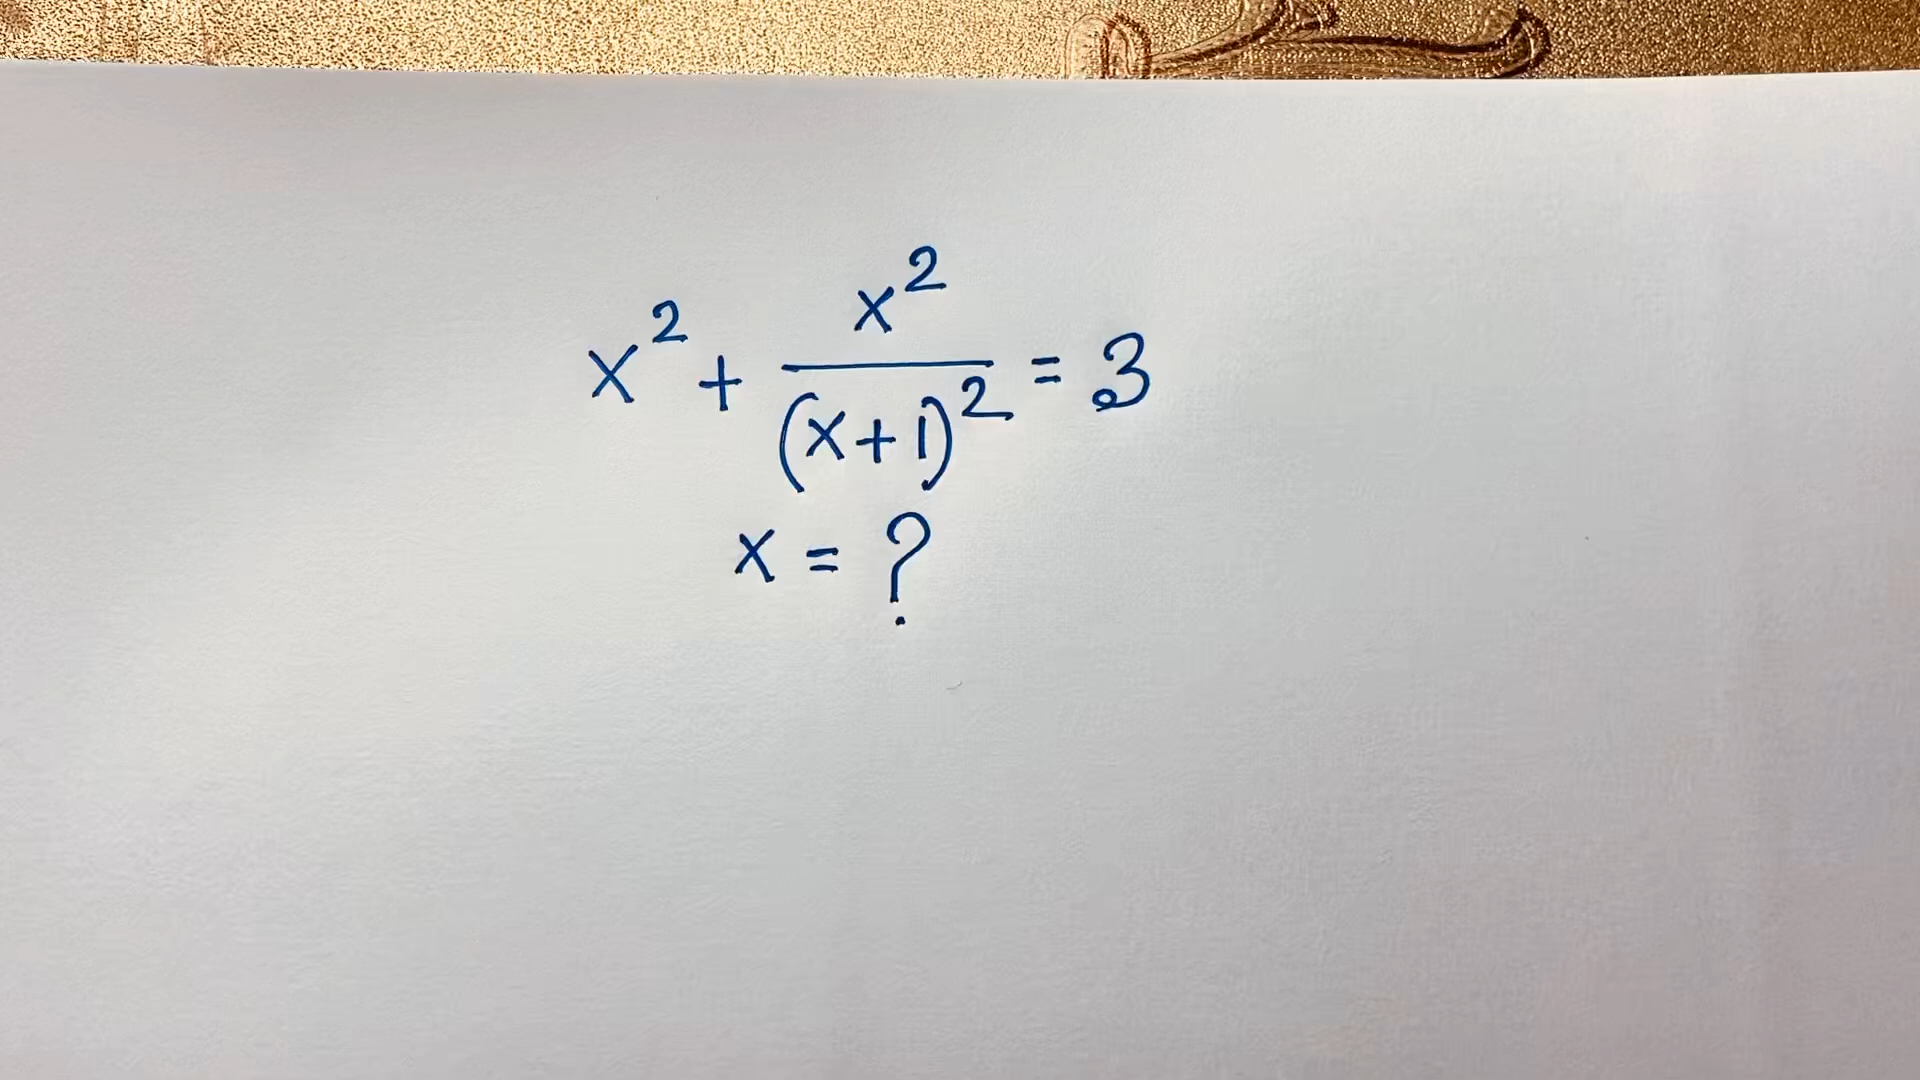 x² + x²/(x+1)² = 3
x = ?